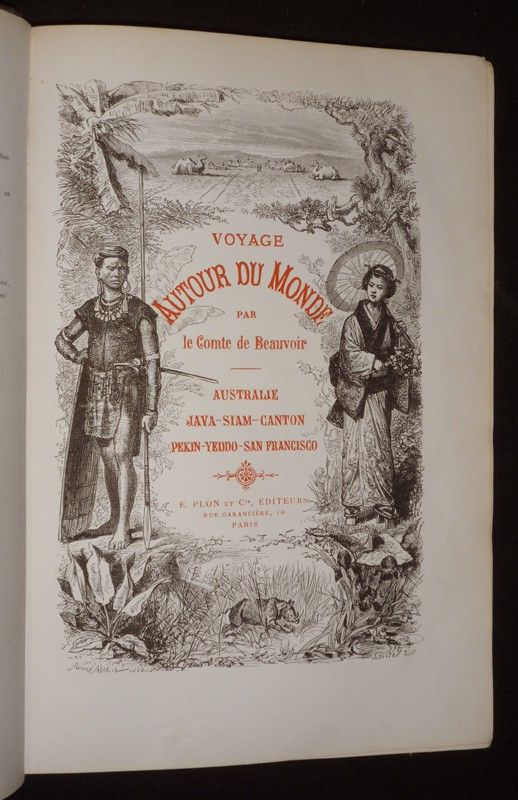 VOYAGE
AUTOUR DU MONDE
PAR
le Comte de Beauvoir
AUSTRALIE
JAVA-SIAM-CANTON
PEKIN-YEDDO-SAN FRANCISCO
E. PLON ET Cie, ÉDITEURS
RUE GARANCIÈRE, 10
PARIS